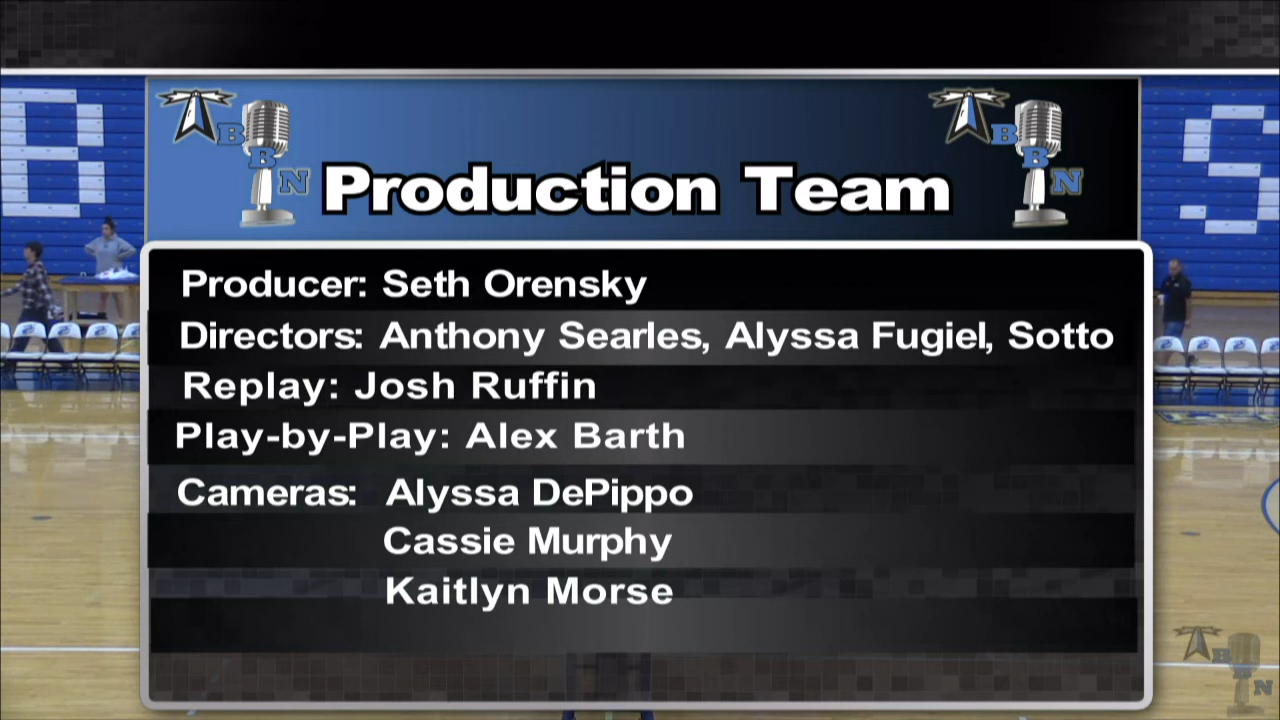 B
B
N
B
B
N
Production Team
Producer: Seth Orensky
Directors: Anthony Searles, Alyssa Fugiel, Sotto
Replay: Josh Ruffin
Play-by-Play: Alex Barth
Cameras: Alyssa DePippo
Cassie Murphy
Kaitlyn Morse
B
B
N
S